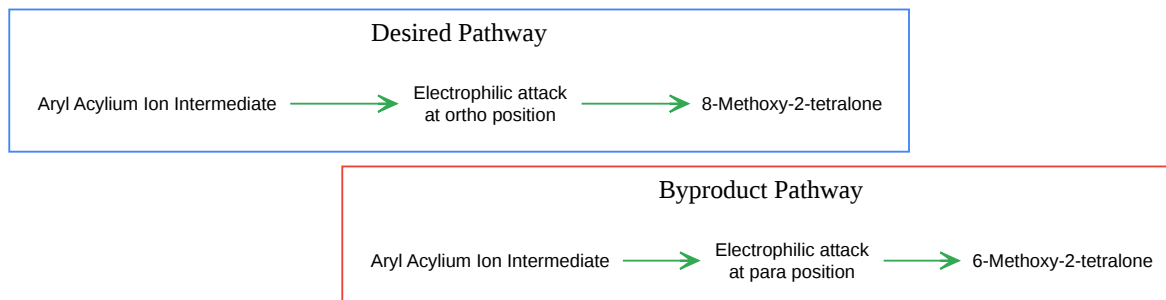 Desired Pathway
Aryl Acylium Ion Intermediate
Electrophilic attack
at ortho position
8-Methoxy-2-tetralone
Byproduct Pathway
Aryl Acylium Ion Intermediate
Electrophilic attack
at para position
6-Methoxy-2-tetralone